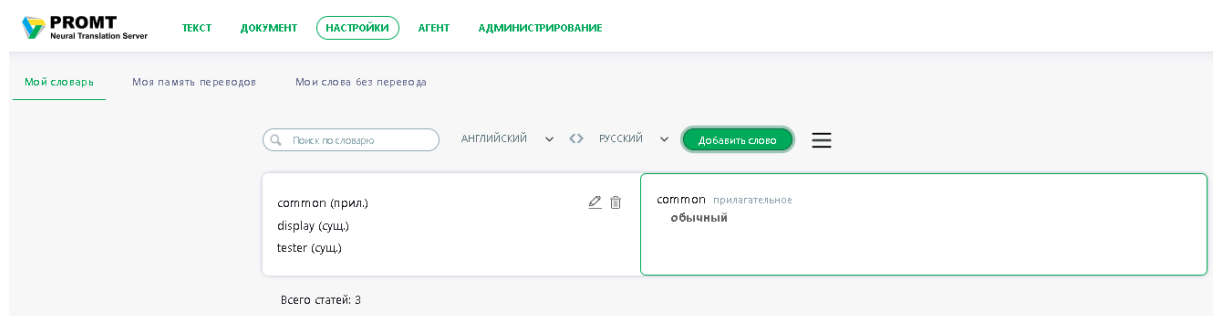 PROMT
Neural Translation Server
ТЕКСТ ДОКУМЕНТ НАСТРОЙКИ АГЕНТ АДМИНИСТРИРОВАНИЕ
Мой словарь Моя память переводов Мои слова без перевода
Поиск по словарю АНГЛИЙСКИЙ <> РУССКИЙ Добавить слово
common (прил.)
display (сущ.)
tester (сущ.)
common прилагательное
обычный
Всего статей: 3